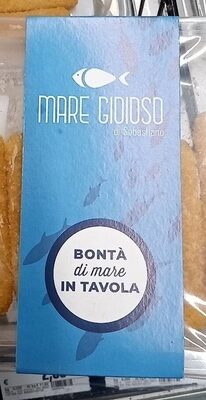 MARE GIOIOSO
di Sebastiano
BONTÀ
di mare
IN TAVOLA